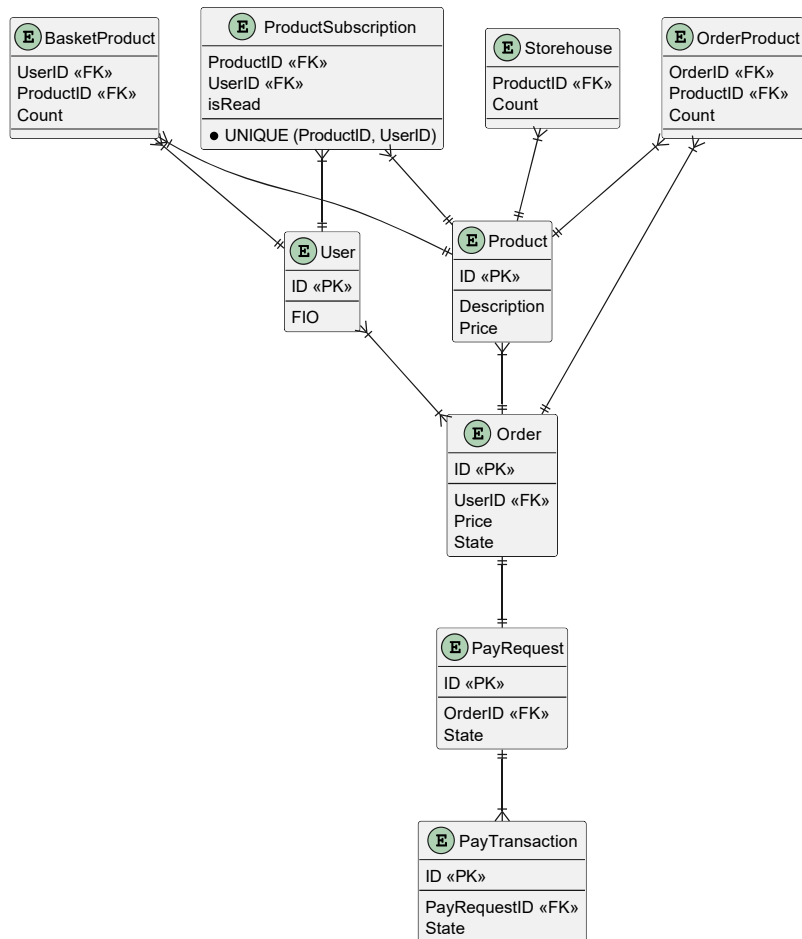 E BasketProduct
UserID «FK»
ProductID «FK»
Count
E ProductSubscription
ProductID «FK»
UserID «FK»
isRead
● UNIQUE (ProductID, UserID)
E Storehouse
ProductID «FK»
Count
E OrderProduct
OrderID «FK»
ProductID «FK»
Count
E User
ID «PK»
FIO
E Product
ID «PK»
Description
Price
E Order
ID «PK»
UserID «FK»
Price
State
E PayRequest
ID «PK»
OrderID «FK»
State
E PayTransaction
ID «PK»
PayRequestID «FK»
State